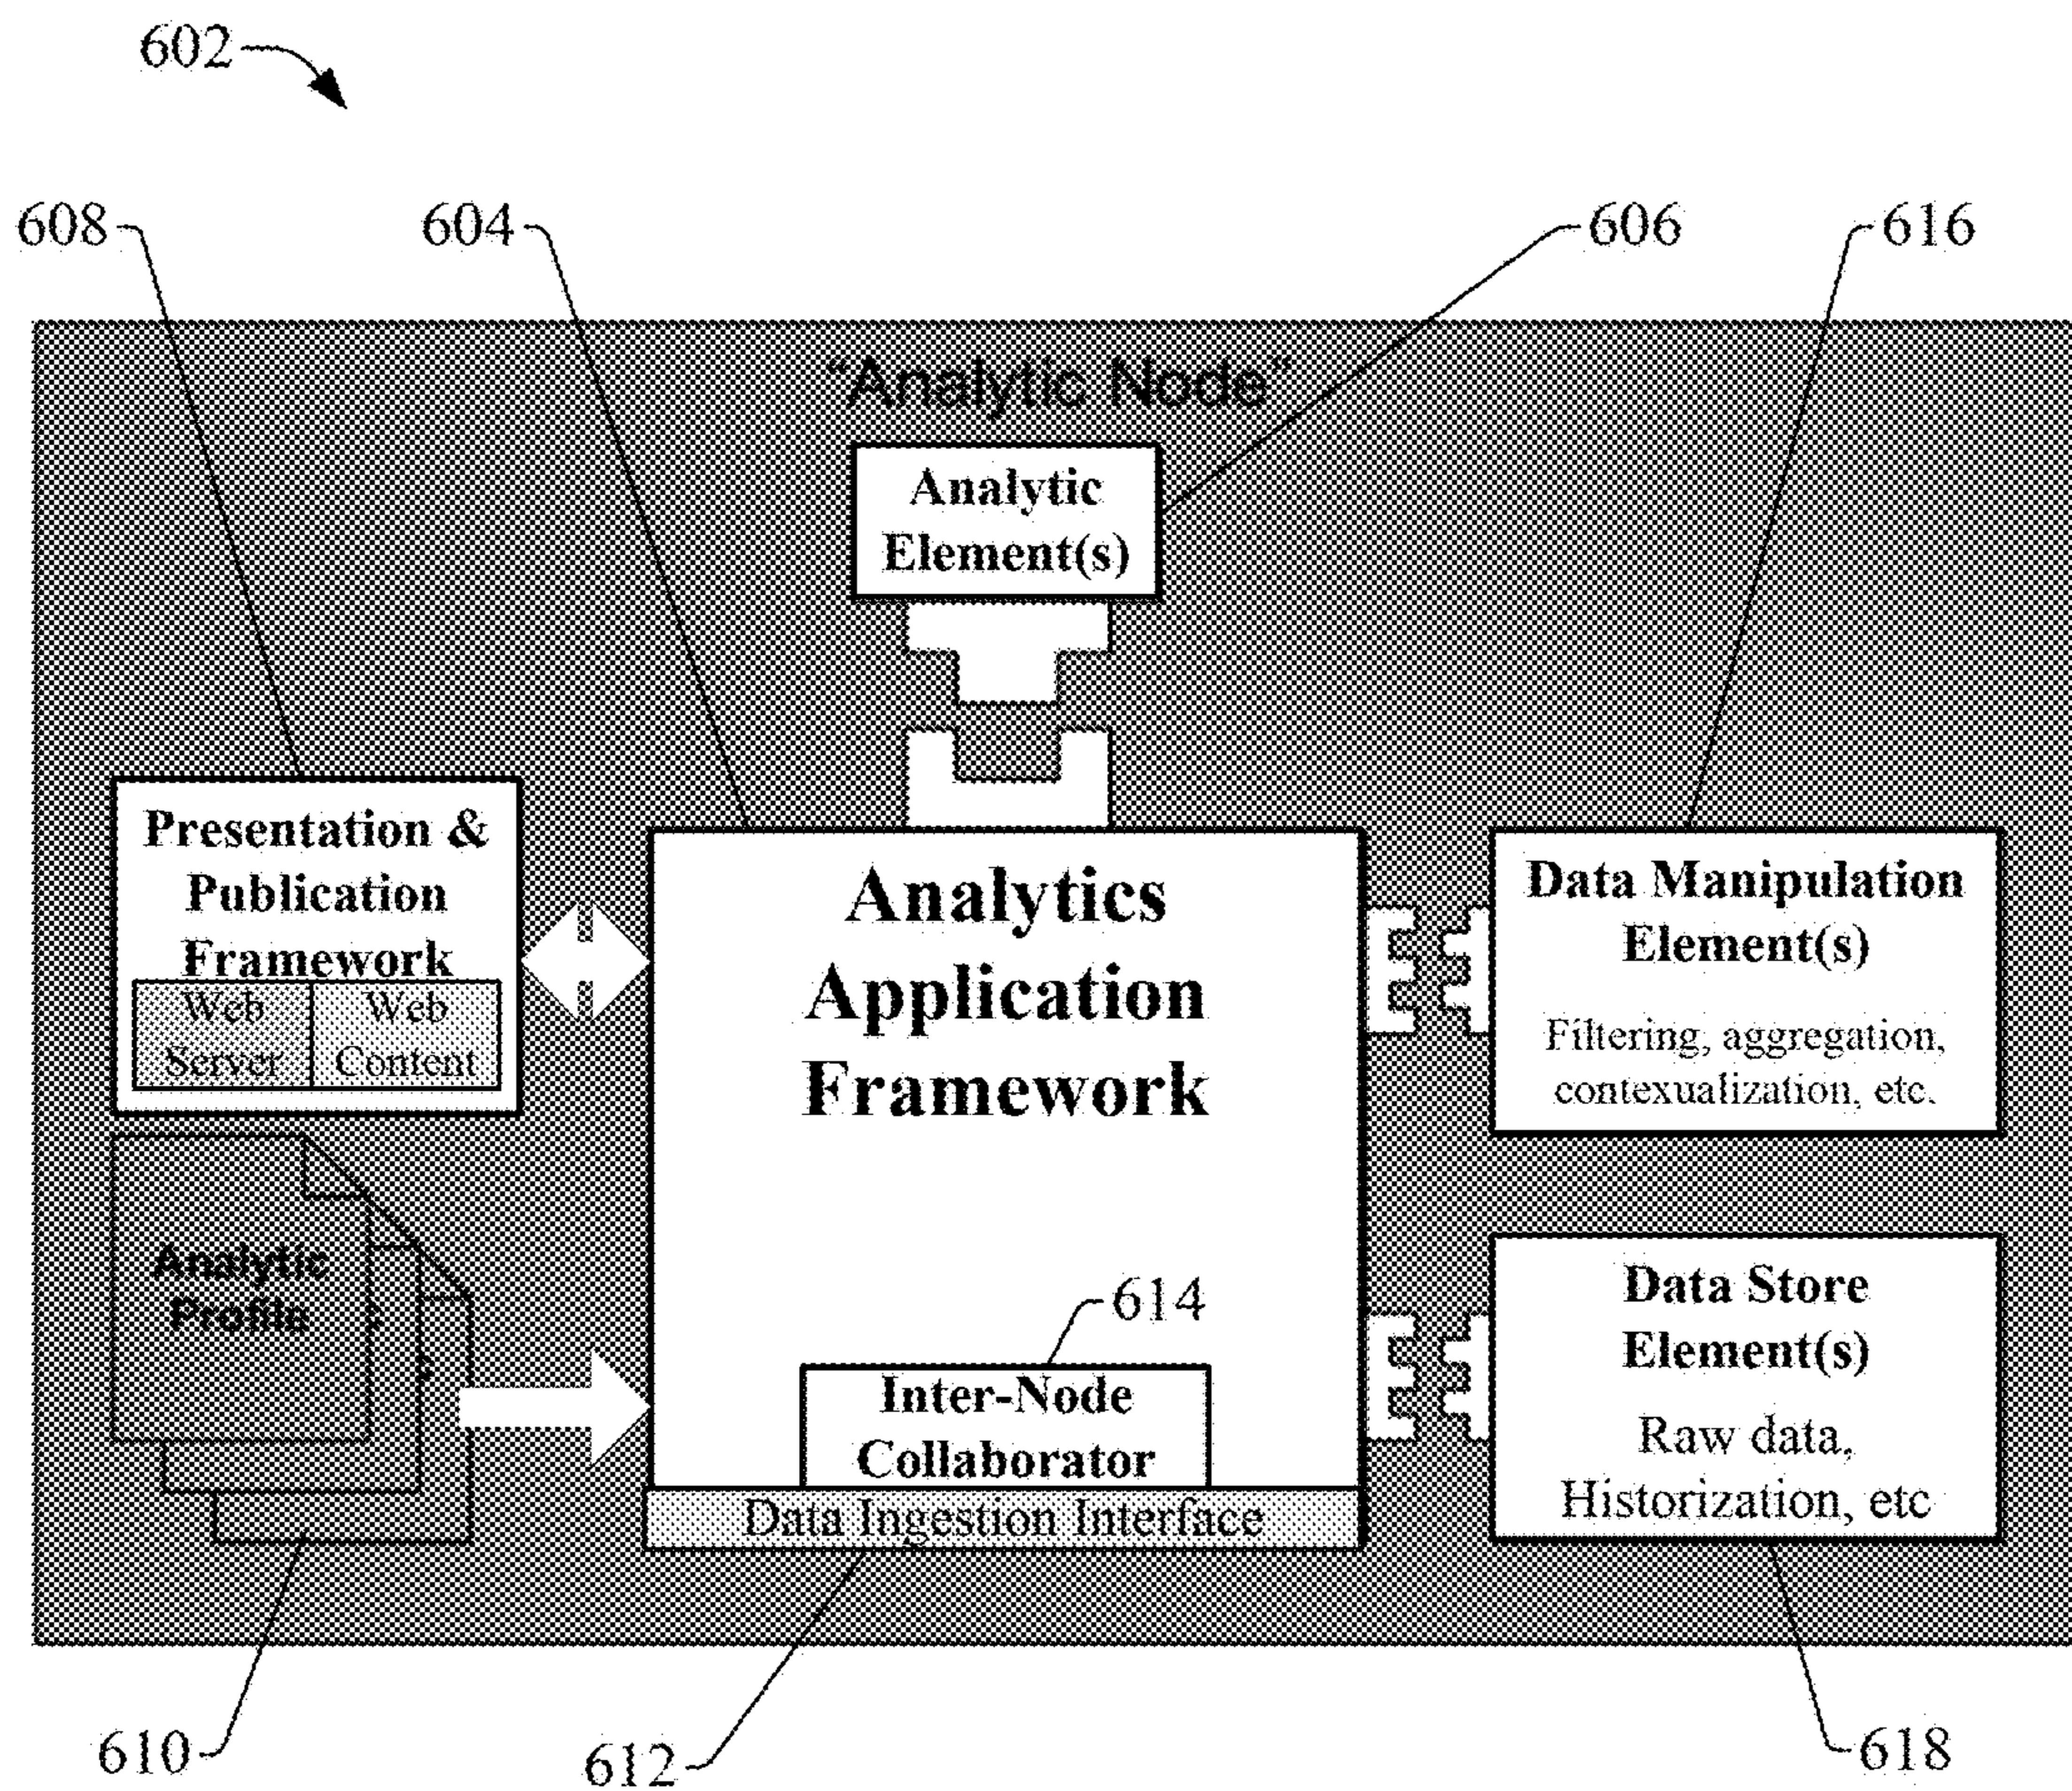 602
608
604
606
616
“Analytic Node”
Analytic
Element(s)
Presentation &
Publication
Framework
Web
Server
Web
Content
Analytics
Application
Framework
Data Manipulation
Element(s)
Filtering, aggregation,
contexualization, etc.
Analytic
Profile
614
Inter-Node
Collaborator
Data Ingestion Interface
Data Store
Element(s)
Raw data,
Historization, etc
610
612
618